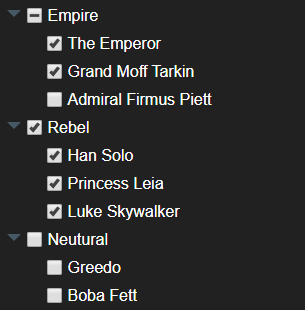 Empire
The Emperor
Grand Moff Tarkin
Admiral Firmus Piett
Rebel
Han Solo
Princess Leia
Luke Skywalker
Neutural
Greedo
Boba Fett